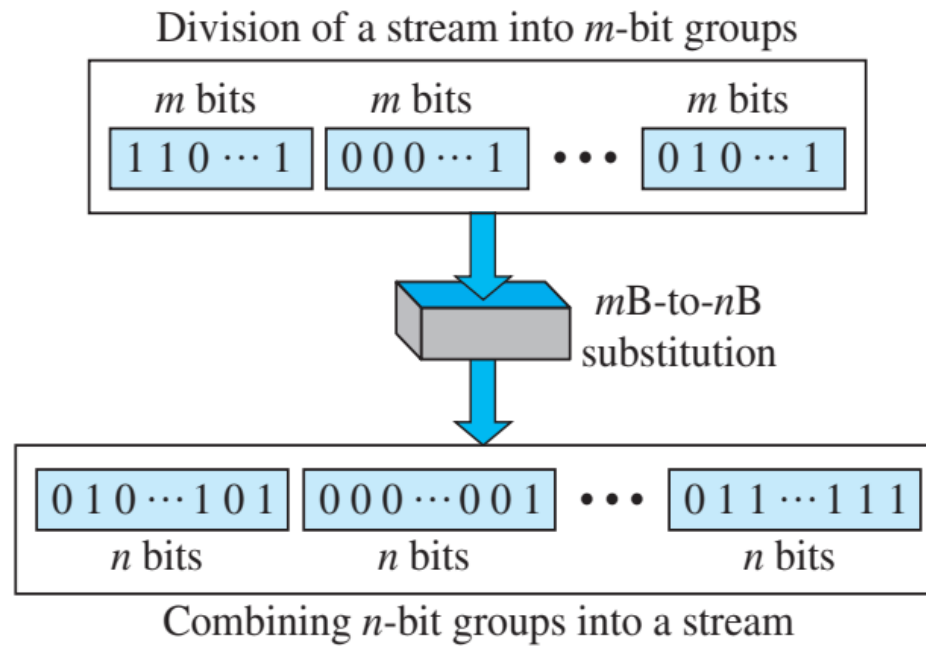 Division of a stream into m-bit groups
m bits m bits m bits
1 1 0 ··· 1 0 0 0 ··· 1 ••• 0 1 0 ··· 1
mB-to-nB
substitution
0 1 0 ··· 1 0 1 0 0 0 ··· 0 0 1 ••• 0 1 1 ··· 1 1 1
n bits n bits n bits
Combining n-bit groups into a stream